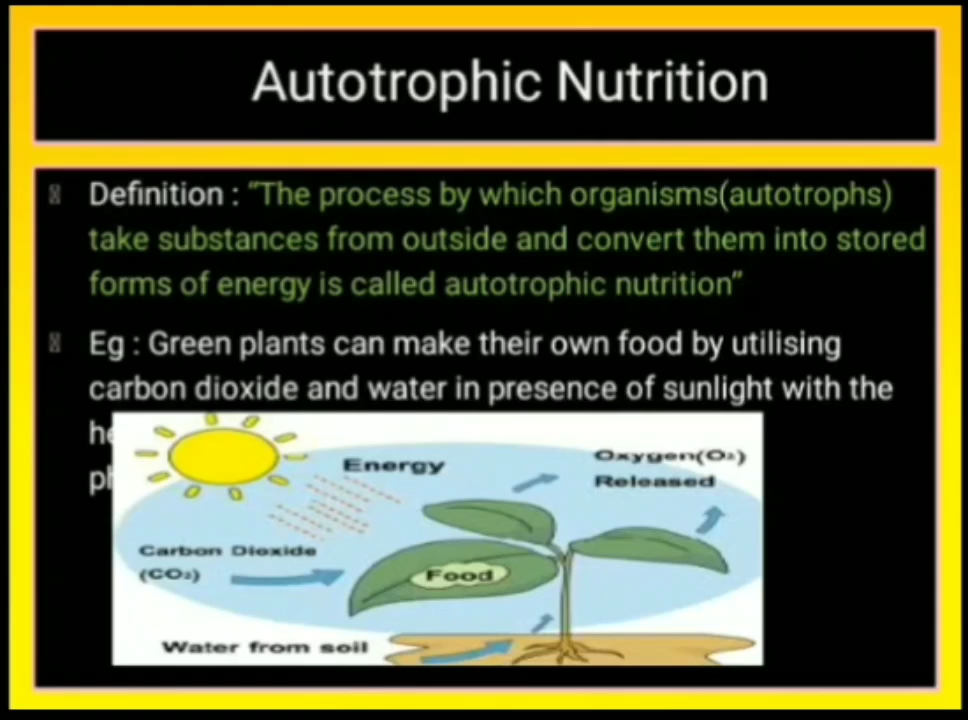 Autotrophic Nutrition
Definition : "The process by which organisms(autotrophs)
take substances from outside and convert them into stored
forms of energy is called autotrophic nutrition"
Eg : Green plants can make their own food by utilising
carbon dioxide and water in presence of sunlight with the
Energy
Oxygen(O₂)
Released
Carbon Dioxide
(CO₂)
Food
Water from soil